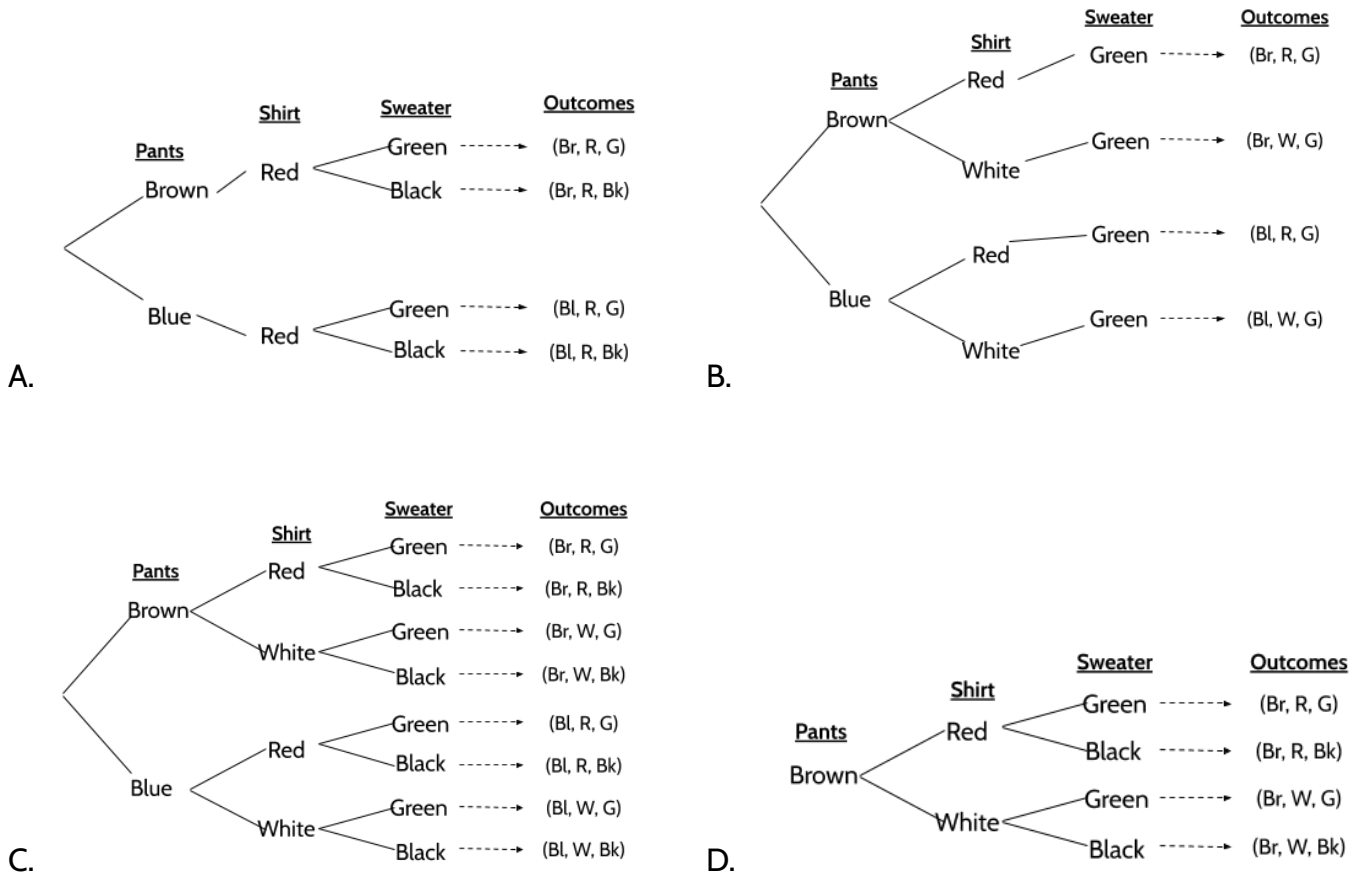 Pants Shirt Sweater Outcomes
Brown Red Green (Br, R, G)
Black (Br, R, Bk)
Blue Red Green (Bl, R, G)
Black (Bl, R, Bk)
A.
Pants Shirt Sweater Outcomes
Brown Red Green (Br, R, G)
White Green (Br, W, G)
Blue Red Green (Bl, R, G)
White Green (Bl, W, G)
B.
Pants Shirt Sweater Outcomes
Brown Red Green (Br, R, G)
Black (Br, R, Bk)
White Green (Br, W, G)
Black (Br, W, Bk)
Blue Red Green (Bl, R, G)
Black (Bl, R, Bk)
White Green (Bl, W, G)
Black (Bl, W, Bk)
C.
Pants Shirt Sweater Outcomes
Brown Red Green (Br, R, G)
Black (Br, R, Bk)
White Green (Br, W, G)
Black (Br, W, Bk)
D.